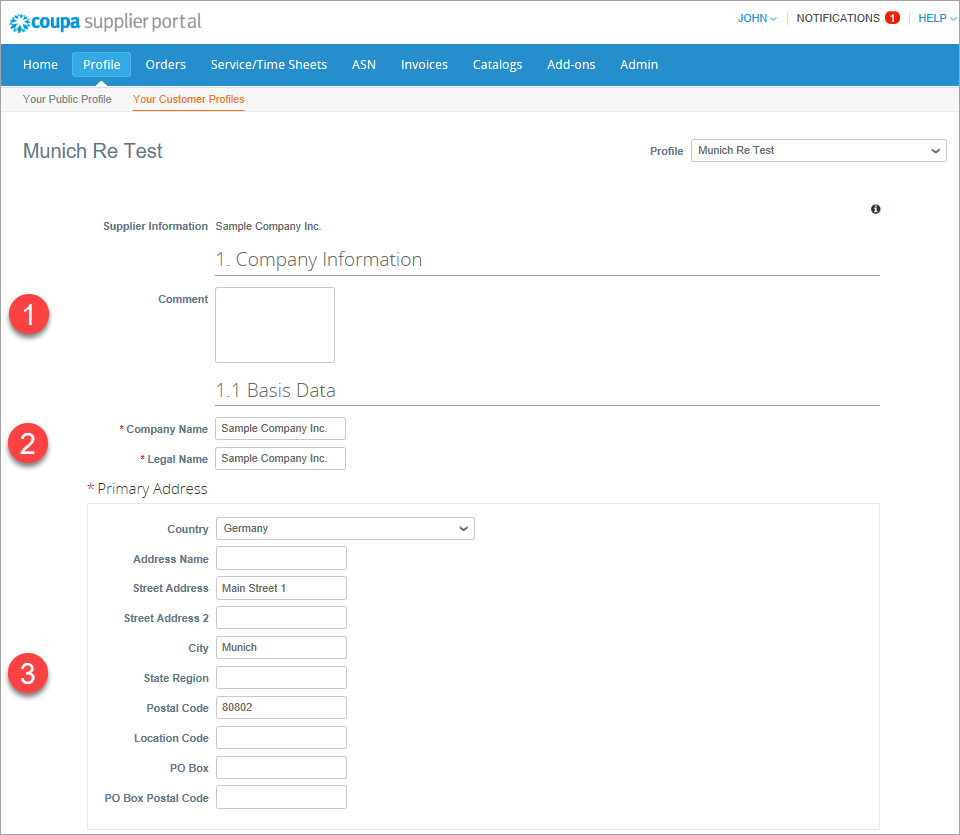 coupa supplier portal
JOHN NOTIFICATIONS 1 HELP
Home Profile Orders Service/Time Sheets ASN Invoices Catalogs Add-ons Admin
Your Public Profile Your Customer Profiles
Munich Re Test
Profile Munich Re Test
i
Supplier Information Sample Company Inc.
1. Company Information
1
Comment
1.1 Basis Data
2
* Company Name Sample Company Inc.
* Legal Name Sample Company Inc.
* Primary Address
Country Germany
Address Name
Street Address Main Street 1
Street Address 2
City Munich
3
State Region
Postal Code 80802
Location Code
PO Box
PO Box Postal Code